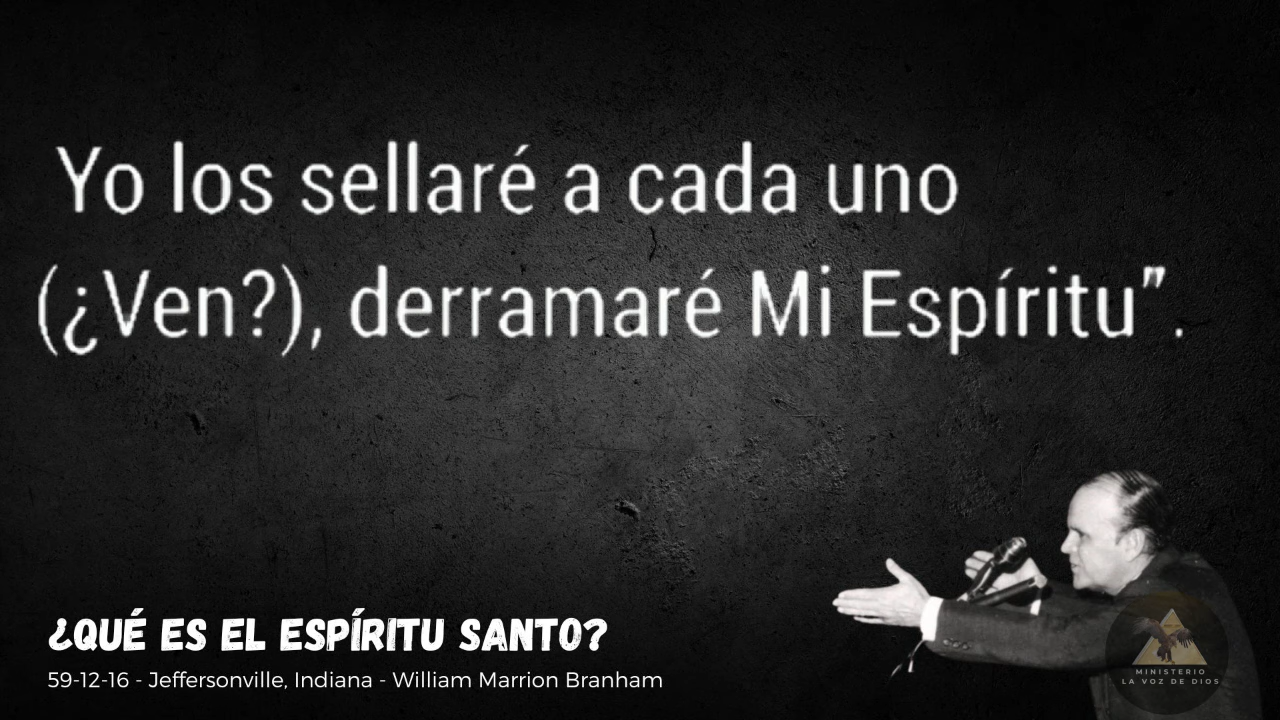 Yo los sellaré a cada uno
(¿Ven?), derramaré Mi Espíritu”.
¿QUÉ ES EL ESPÍRITU SANTO?
59-12-16 - Jeffersonville, Indiana - William Marrion Branham
MINISTERIO
LA VOZ DE DIOS